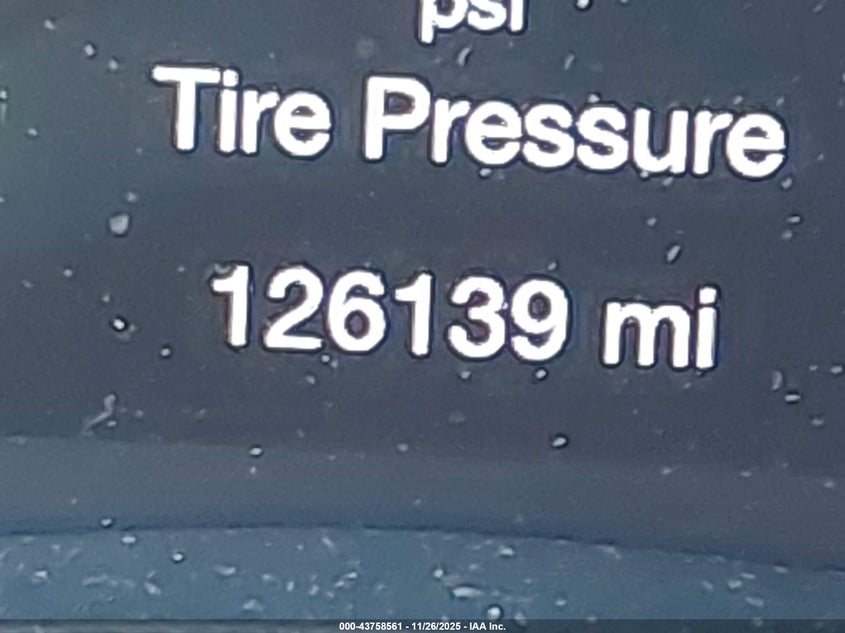 psi
Tire Pressure
126139 mi
000-43758561 - 11/26/2025 - IAA Inc.